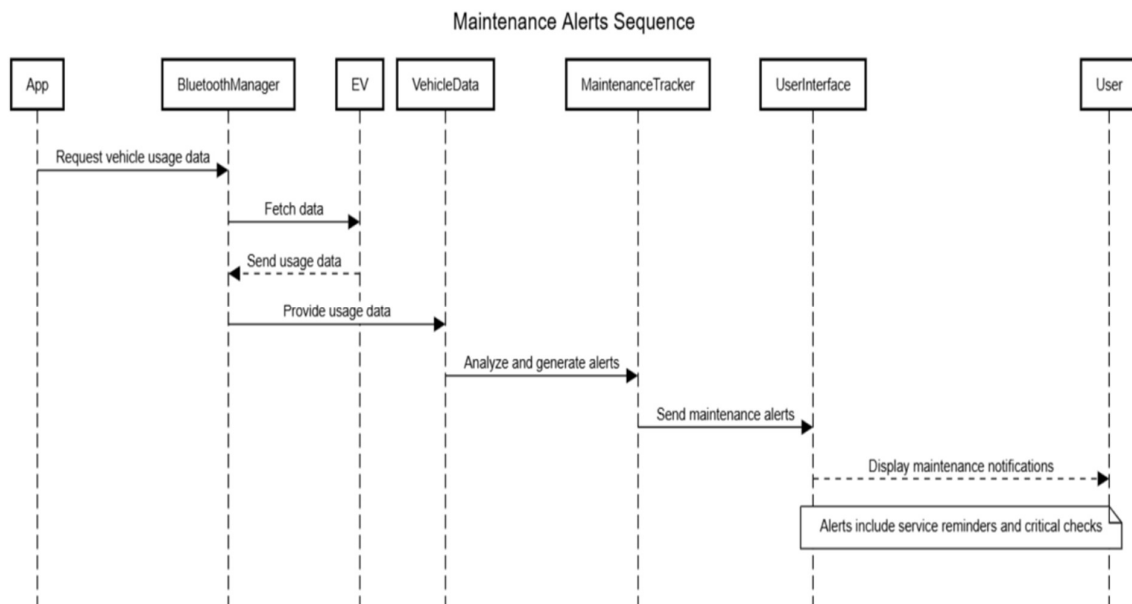 Maintenance Alerts Sequence
App
BluetoothManager
EV
VehicleData
MaintenanceTracker
UserInterface
User
Request vehicle usage data
Fetch data
Send usage data
Provide usage data
Analyze and generate alerts
Send maintenance alerts
Display maintenance notifications
Alerts include service reminders and critical checks